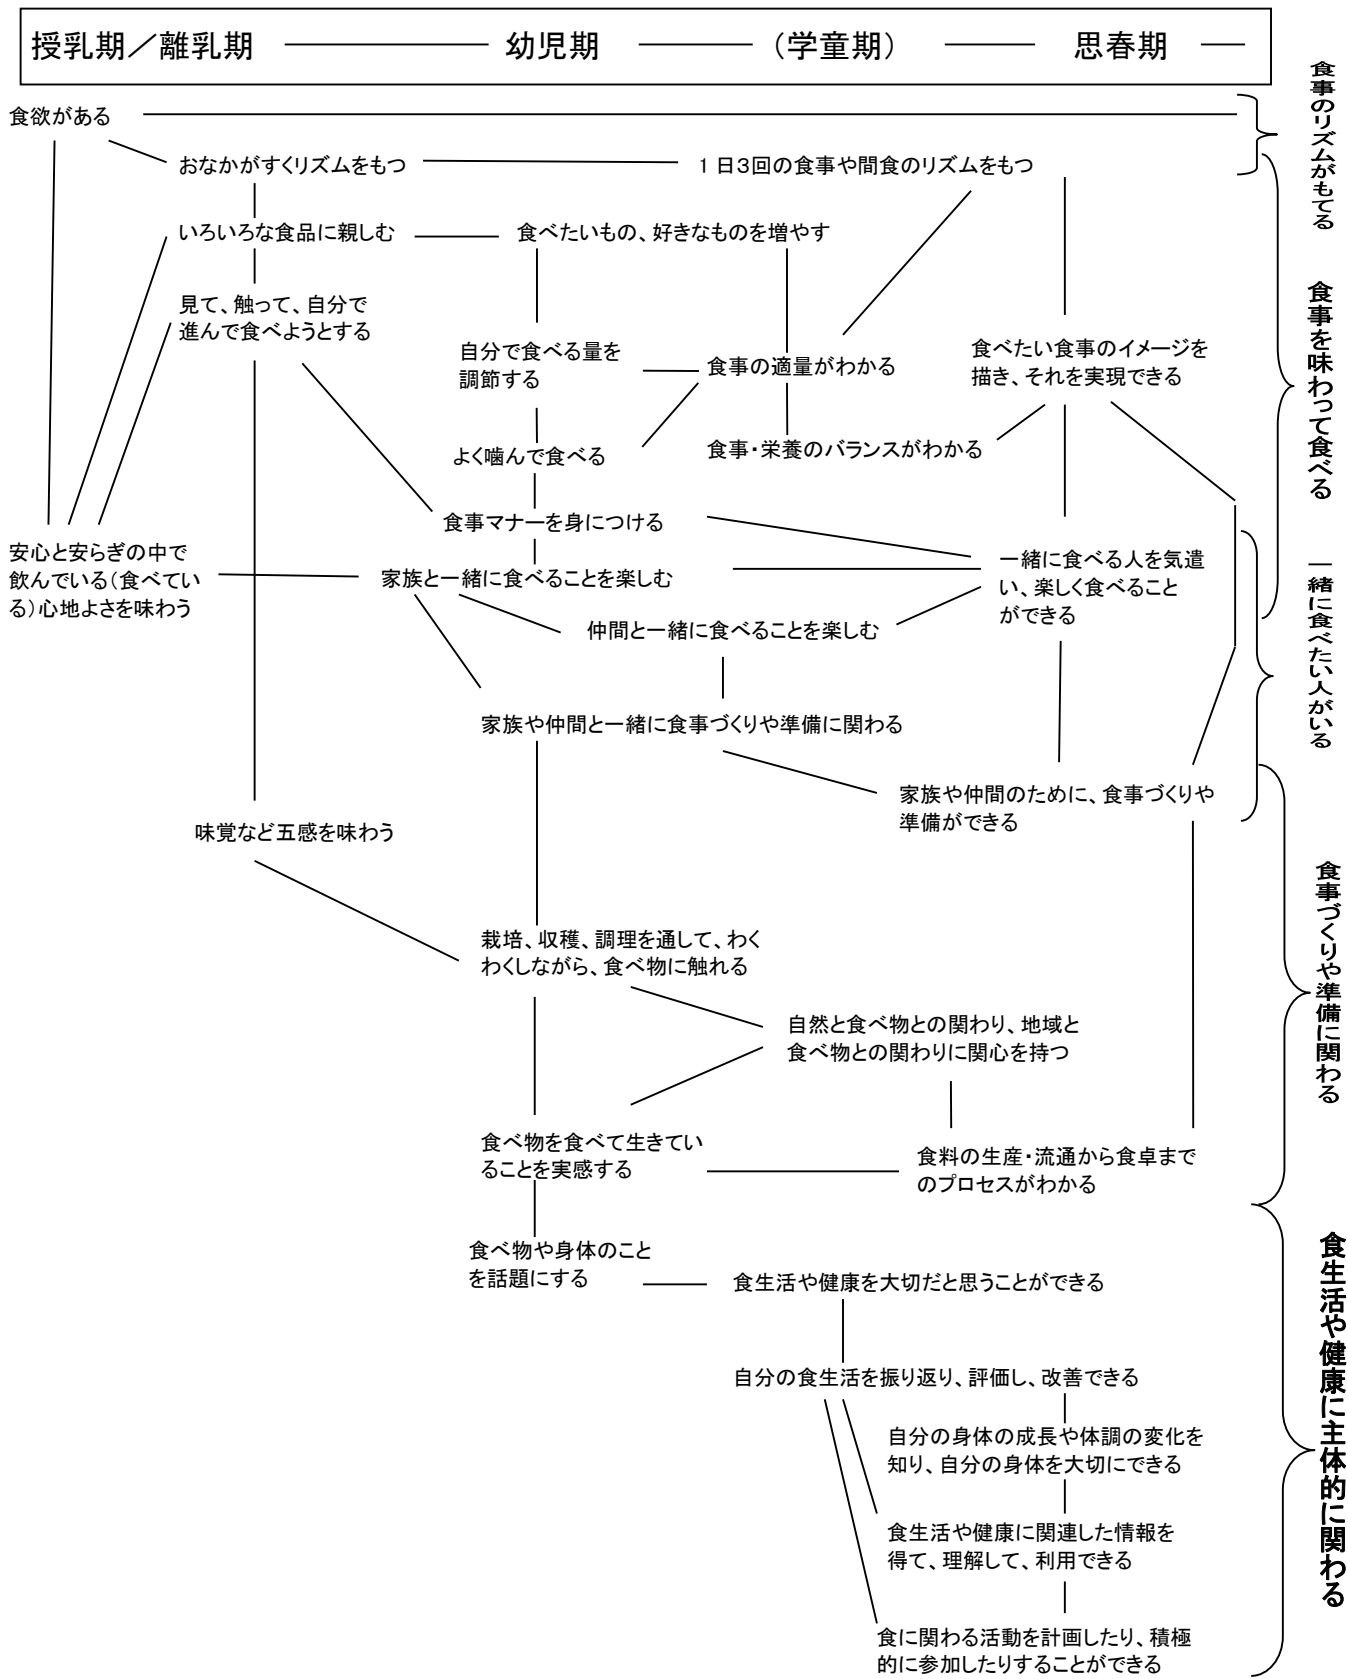 授乳期／離乳期 ――― 幼児期 ――― （学童期） ――― 思春期 ―
食欲がある
おなかがすくリズムをもつ
１日３回の食事や間食のリズムをもつ
いろいろな食品に親しむ
食べたいもの、好きなものを増やす
見て、触って、自分で
進んで食べようとする
自分で食べる量を
調節する
食事の適量がわかる
食べたい食事のイメージを
描き、それを実現できる
よく噛んで食べる
食事・栄養のバランスがわかる
食事マナーを身につける
安心と安らぎの中で
飲んでいる（食べてい
る）心地よさを味わう
家族と一緒に食べることを楽しむ
一緒に食べる人を気遣
い、楽しく食べること
ができる
仲間と一緒に食べることを楽しむ
家族や仲間と一緒に食事づくりや準備に関わる
家族や仲間のために、食事づくりや
準備ができる
味覚など五感を味わう
栽培、収穫、調理を通して、わく
わくしながら、食べ物に触れる
自然と食べ物との関わり、地域と
食べ物との関わりに関心を持つ
食べ物を食べて生きてい
ることを実感する
食料の生産・流通から食卓まで
のプロセスがわかる
食べ物や身体のこと
を話題にする
食生活や健康を大切だと思うことができる
自分の食生活を振り返り、評価し、改善できる
自分の身体の成長や体調の変化を
知り、自分の身体を大切にできる
食生活や健康に関連した情報を
得て、理解して、利用できる
食に関わる活動を計画したり、積極
的に参加したりすることができる
食事のリズムがもてる
食事を味わって食べる
一緒に食べたい人がいる
食事づくりや準備に関わる
食生活や健康に主体的に関わる